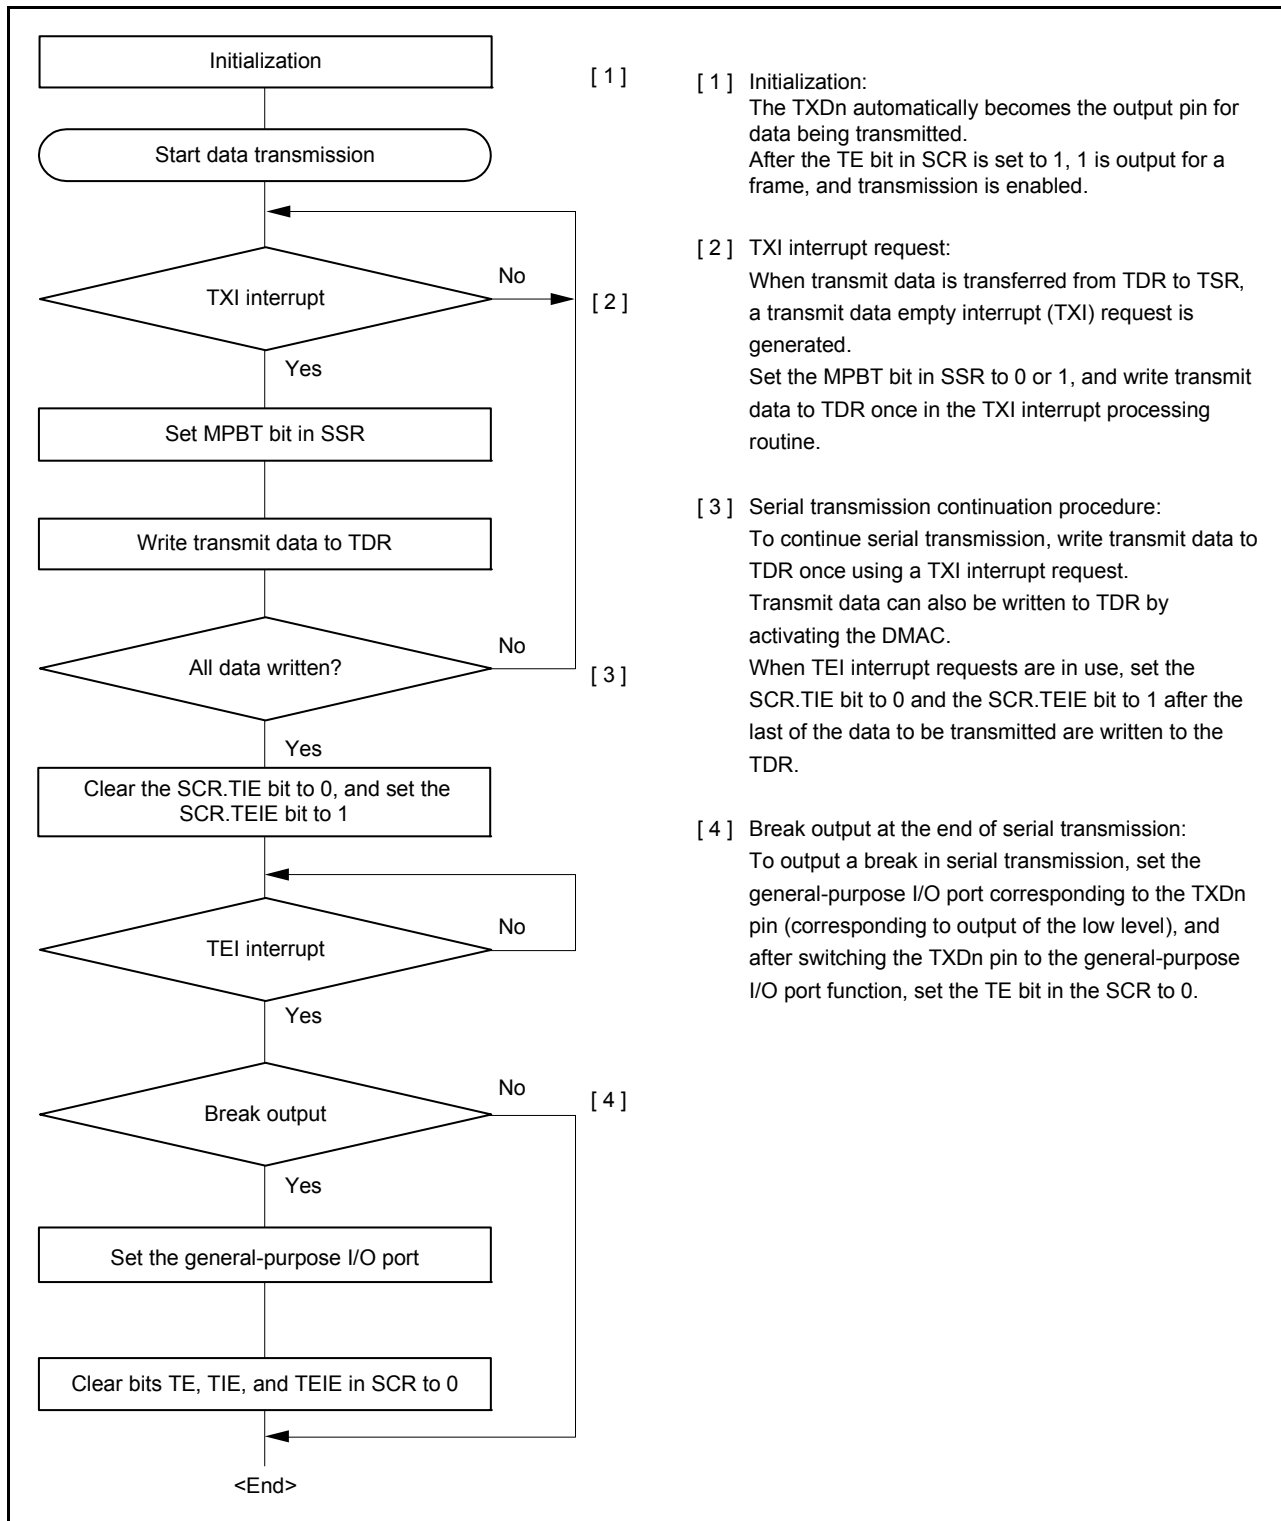 Initialization
[ 1 ]
Start data transmission
TXI interrupt
No
[ 2 ]
Yes
Set MPBT bit in SSR
Write transmit data to TDR
All data written?
No
[ 3 ]
Yes
Clear the SCR.TIE bit to 0, and set the
SCR.TEIE bit to 1
TEI interrupt
No
Yes
Break output
No
[ 4 ]
Yes
Set the general-purpose I/O port
Clear bits TE, TIE, and TEIE in SCR to 0
<End>
[ 1 ] Initialization:
The TXDn automatically becomes the output pin for
data being transmitted.
After the TE bit in SCR is set to 1, 1 is output for a
frame, and transmission is enabled.
[ 2 ] TXI interrupt request:
When transmit data is transferred from TDR to TSR,
a transmit data empty interrupt (TXI) request is
generated.
Set the MPBT bit in SSR to 0 or 1, and write transmit
data to TDR once in the TXI interrupt processing
routine.
[ 3 ] Serial transmission continuation procedure:
To continue serial transmission, write transmit data to
TDR once using a TXI interrupt request.
Transmit data can also be written to TDR by
activating the DMAC.
When TEI interrupt requests are in use, set the
SCR.TIE bit to 0 and the SCR.TEIE bit to 1 after the
last of the data to be transmitted are written to the
TDR.
[ 4 ] Break output at the end of serial transmission:
To output a break in serial transmission, set the
general-purpose I/O port corresponding to the TXDn
pin (corresponding to output of the low level), and
after switching the TXDn pin to the general-purpose
I/O port function, set the TE bit in the SCR to 0.